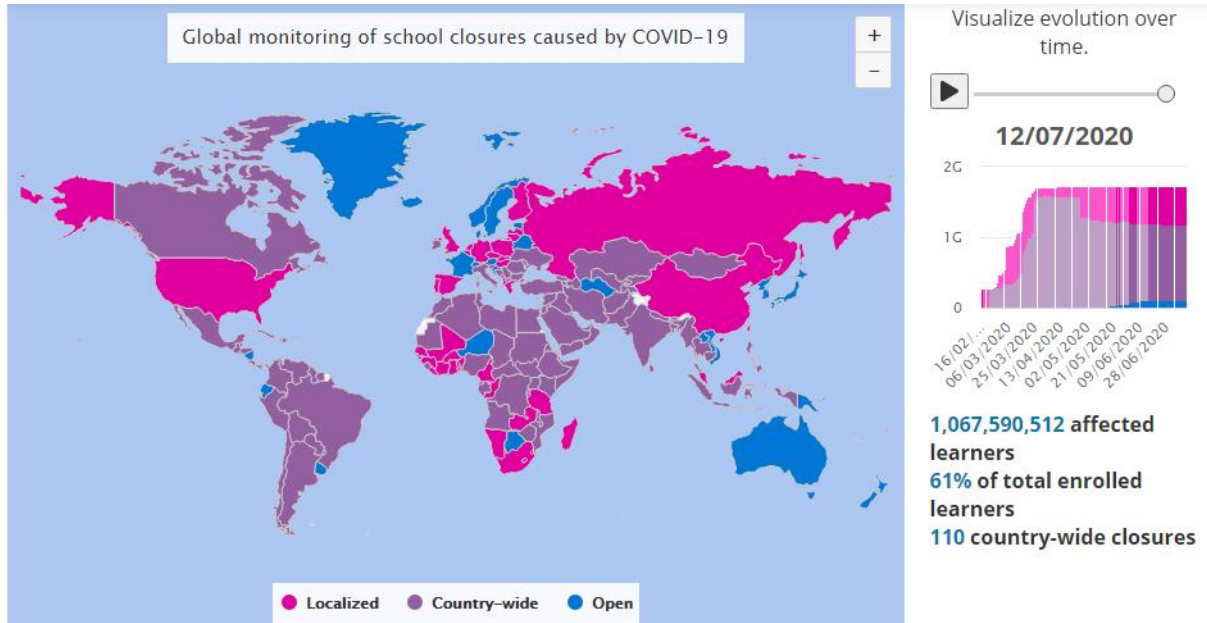 Global monitoring of school closures caused by COVID-19
+
−
Localized
Country-wide
Open
Visualize evolution over
time.
12/07/2020
2G
1G
0
16/02/...
06/03/2020
25/03/2020
13/04/2020
02/05/2020
21/05/2020
09/06/2020
28/06/2020
1,067,590,512 affected
learners
61% of total enrolled
learners
110 country-wide closures